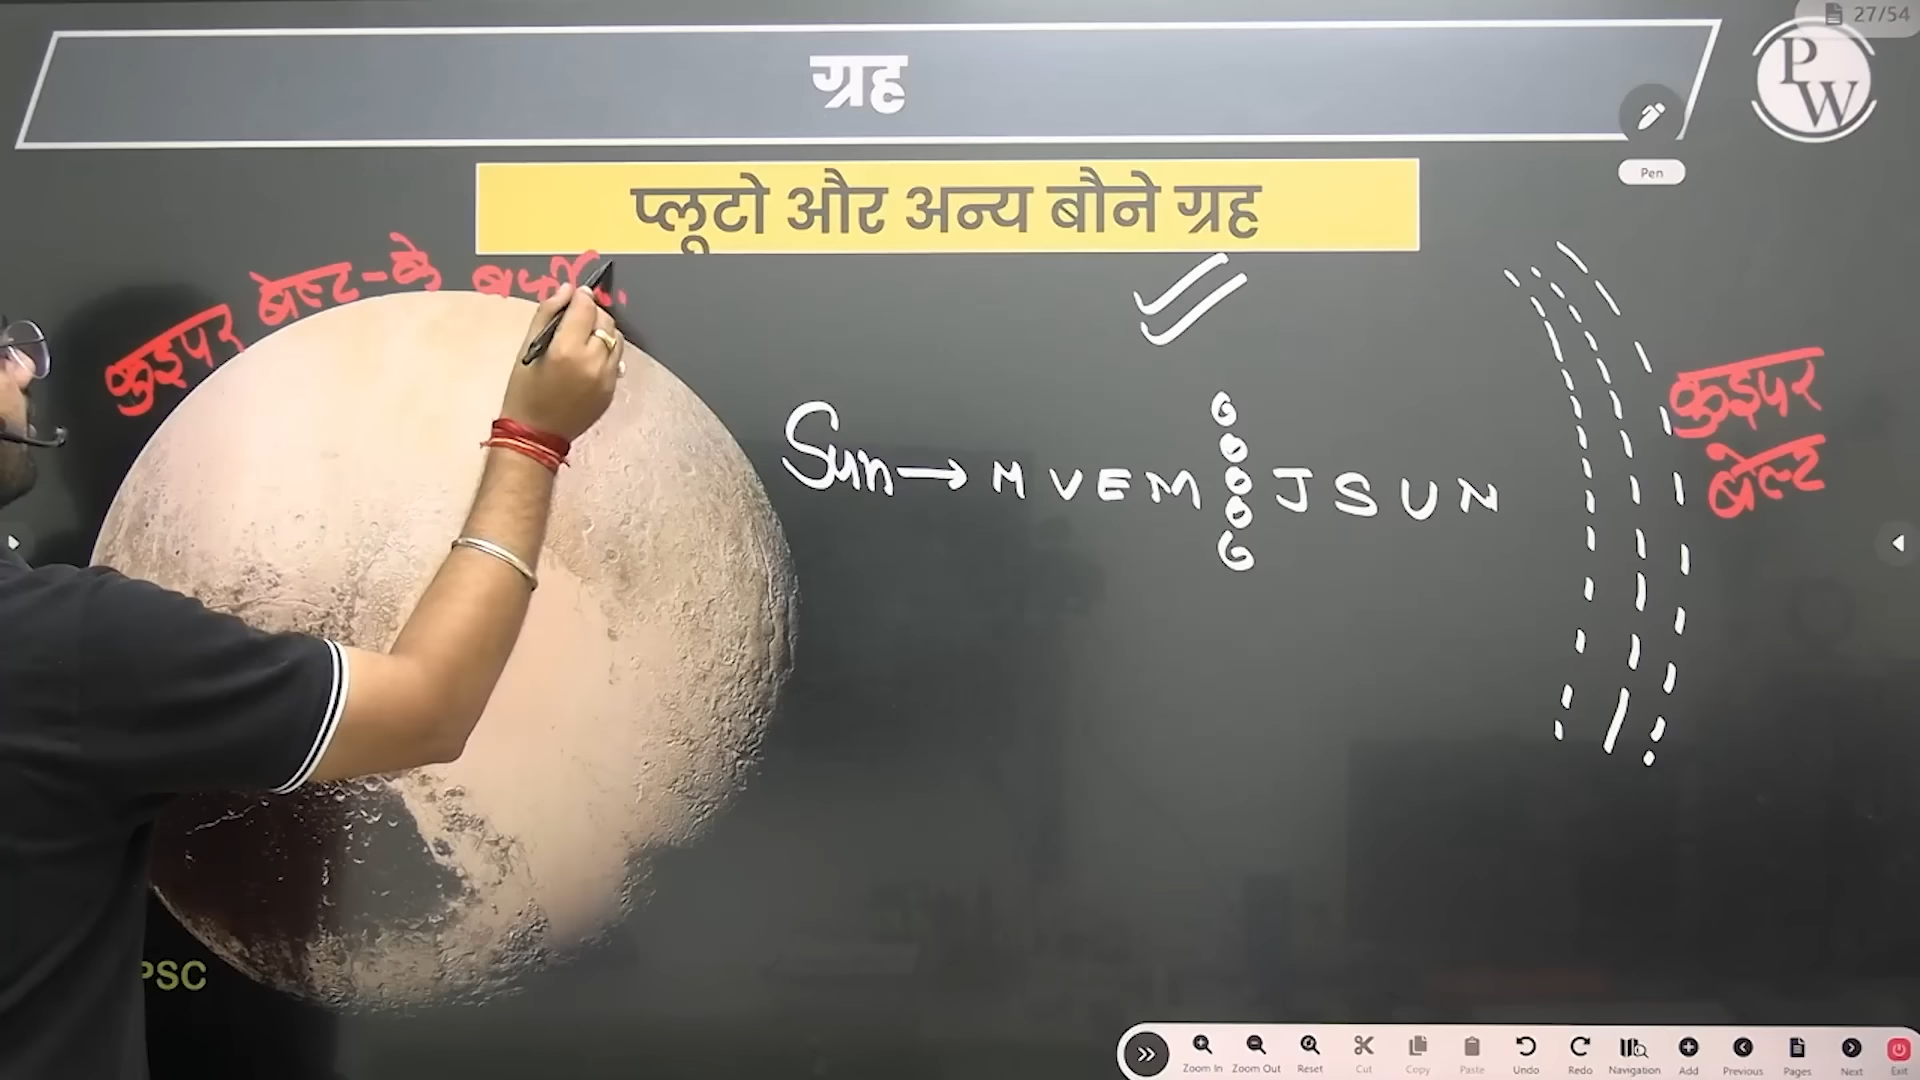 27/54
ग्रह
PW
Pen
प्लूटो और अन्य बौने ग्रह
कुइपर बेल्ट-के
कुइपर
बेल्ट
Sun→ M V E M J S U N
PSC
Zoom In Zoom Out Reset Cut Copy Paste Undo Redo Navigation Add Previous Pages Next Exit